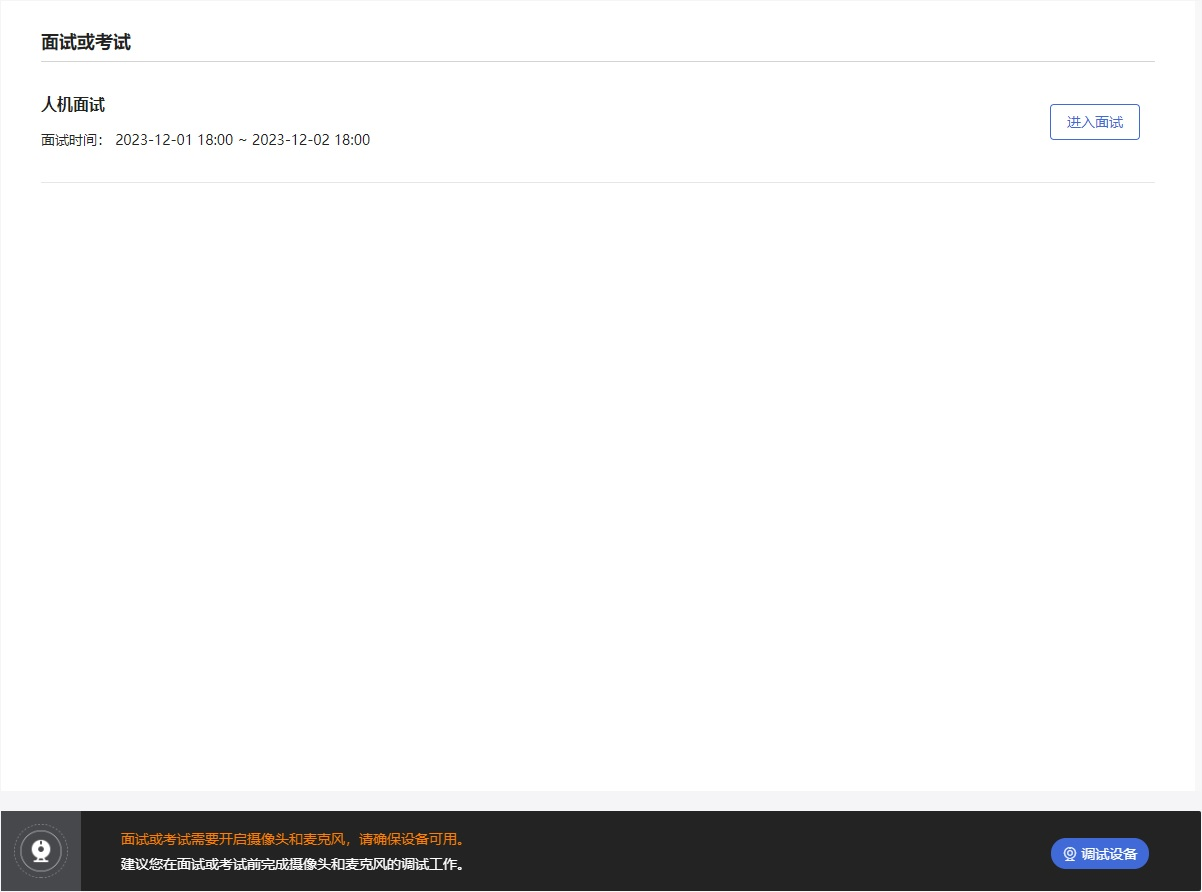 面试或考试
人机面试
面试时间： 2023-12-01 18:00 ~ 2023-12-02 18:00
进入面试
面试或考试需要开启摄像头和麦克风，请确保设备可用。
建议您在面试或考试前完成摄像头和麦克风的调试工作。
调试设备